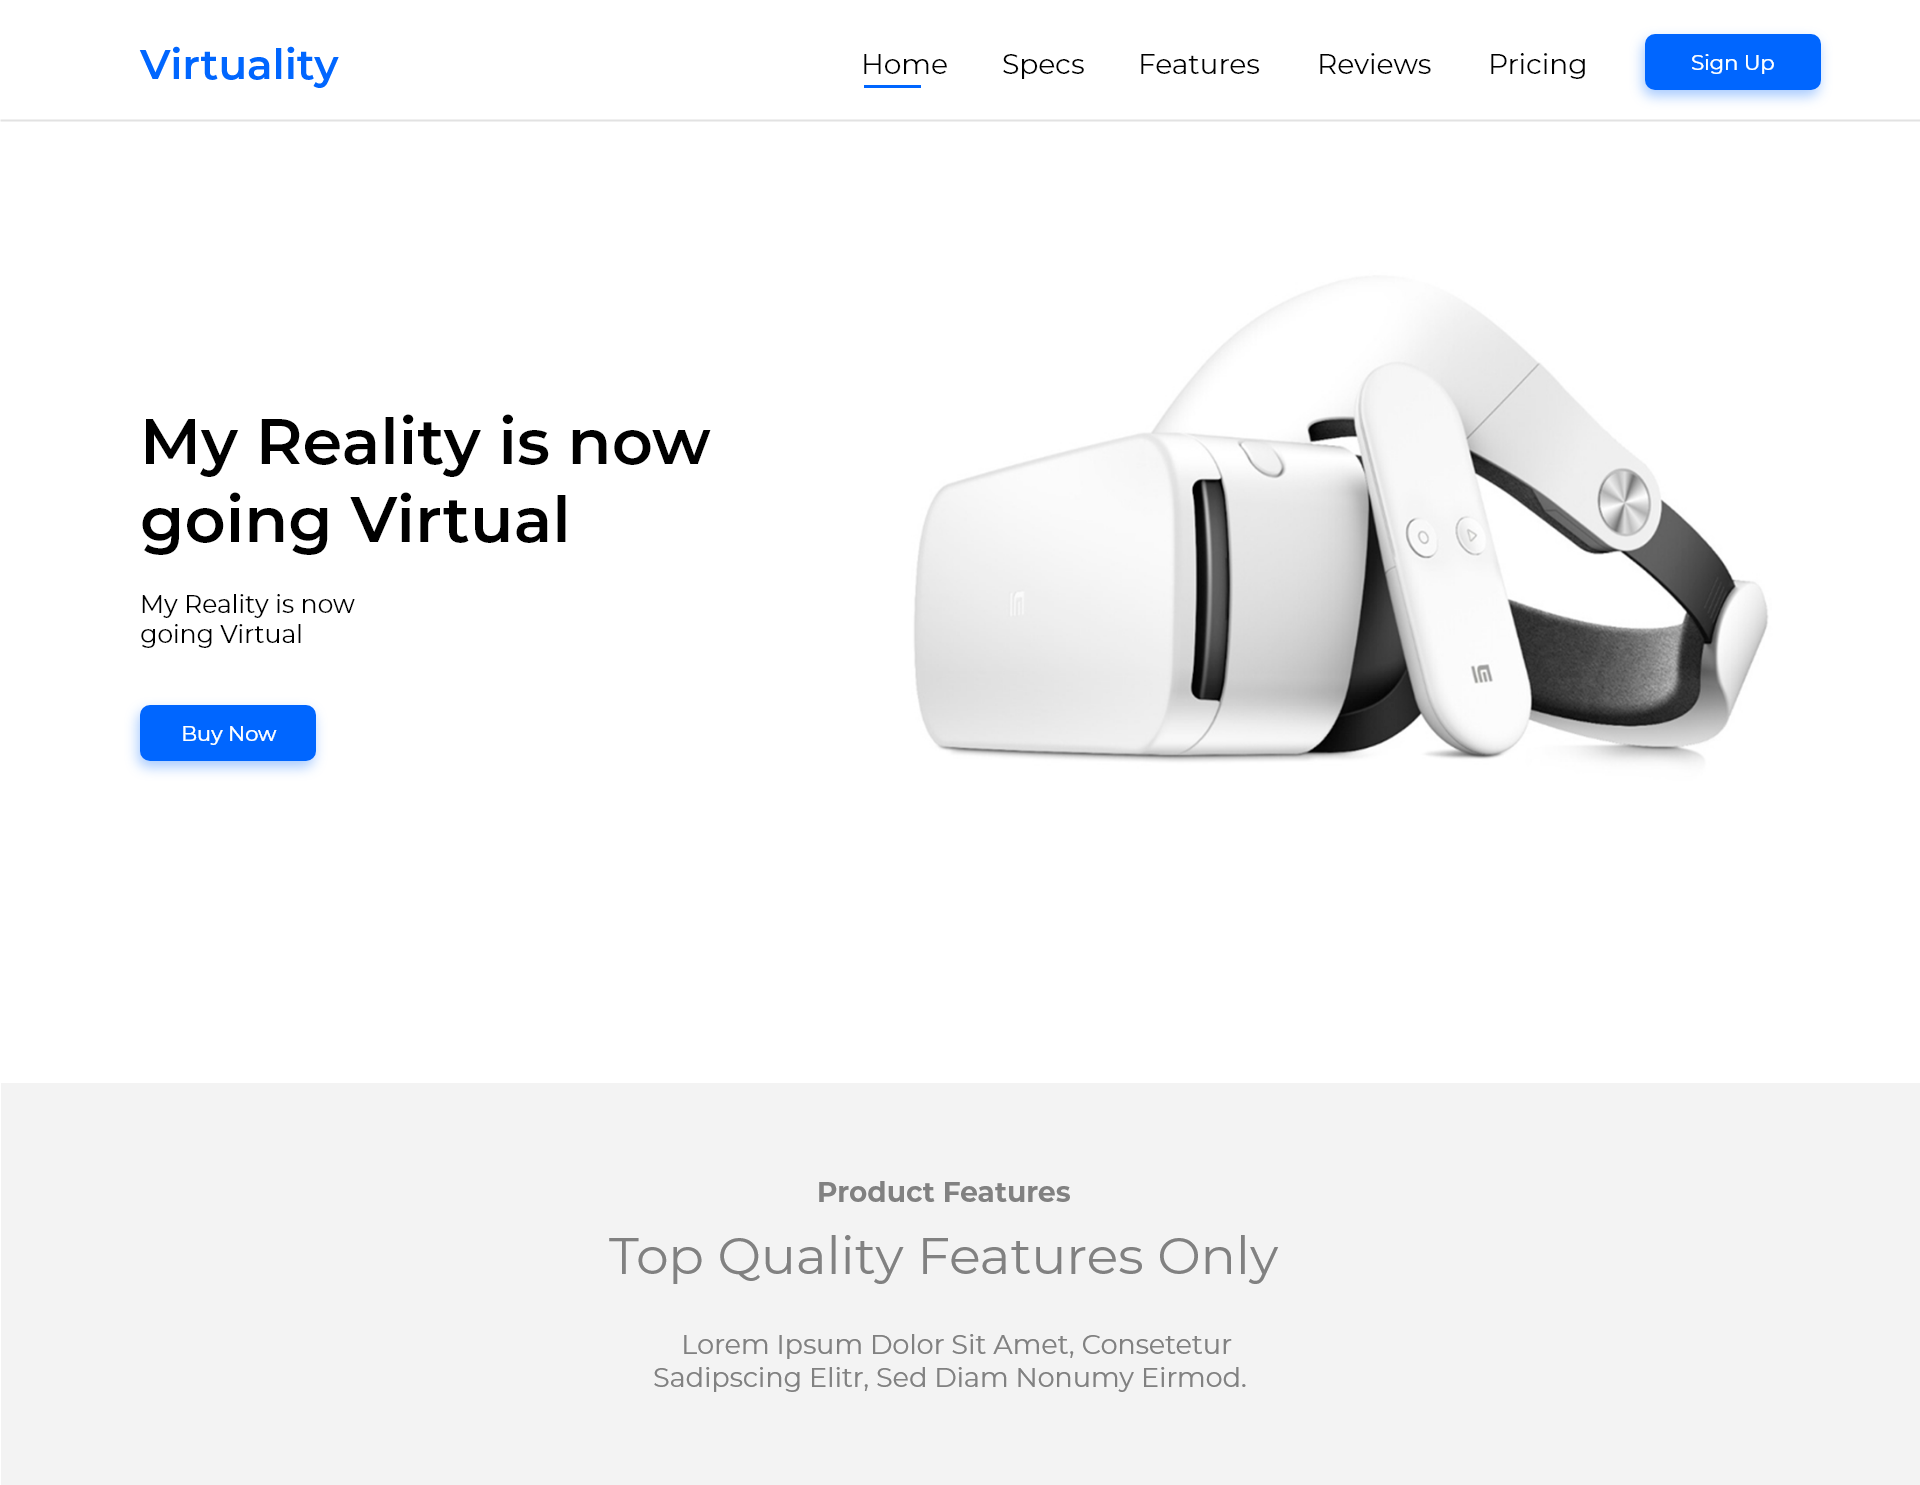 Virtuality
Home Specs Features Reviews Pricing Sign Up
My Reality is now
going Virtual
My Reality is now
going Virtual
Buy Now
Product Features
Top Quality Features Only
Lorem Ipsum Dolor Sit Amet, Consetetur
Sadipscing Elitr, Sed Diam Nonumy Eirmod.